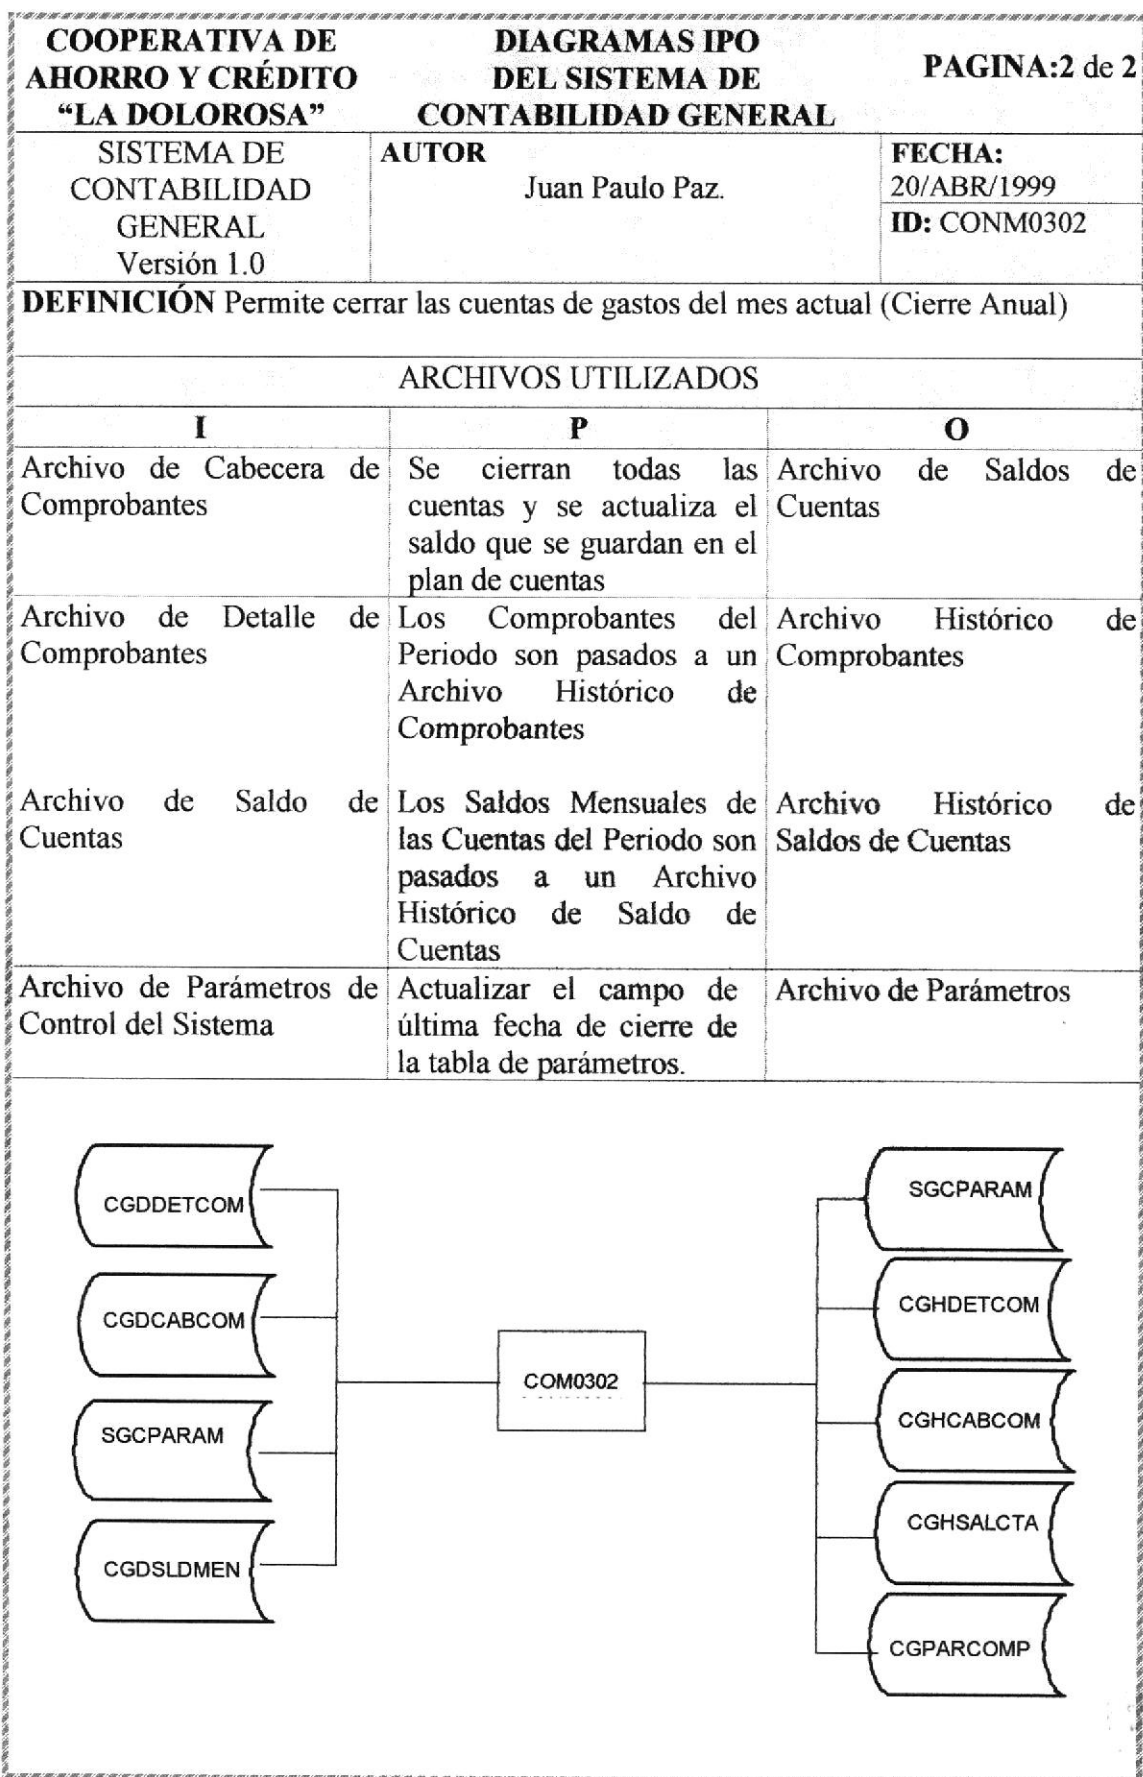 COOPERATIVA DE
AHORRO Y CRÉDITO
“LA DOLOROSA”
DIAGRAMAS IPO
DEL SISTEMA DE
CONTABILIDAD GENERAL
PAGINA:2 de 2
SISTEMA DE
CONTABILIDAD
GENERAL
Versión 1.0
AUTOR
Juan Paulo Paz.
FECHA:
20/ABR/1999
ID: CONM0302
DEFINICIÓN Permite cerrar las cuentas de gastos del mes actual (Cierre Anual)
ARCHIVOS UTILIZADOS
I
P
O
Archivo de Cabecera de
Comprobantes
Se cierran todas las
cuentas y se actualiza el
saldo que se guardan en el
plan de cuentas
Archivo de Saldos de
Cuentas
Archivo de Detalle de
Comprobantes
Los Comprobantes del
Periodo son pasados a un
Archivo Histórico de
Comprobantes
Archivo Histórico de
Comprobantes
Archivo de Saldo de
Cuentas
Los Saldos Mensuales de
las Cuentas del Periodo son
pasados a un Archivo
Histórico de Saldo de
Cuentas
Archivo Histórico de
Saldos de Cuentas
Archivo de Parámetros de
Control del Sistema
Actualizar el campo de
última fecha de cierre de
la tabla de parámetros.
Archivo de Parámetros
CGDDETCOM
CGDCABCOM
SGCPARAM
CGDSLDMEN
COM0302
SGCPARAM
CGHDETCOM
CGHCABCOM
CGHSALCTA
CGPARCOMP